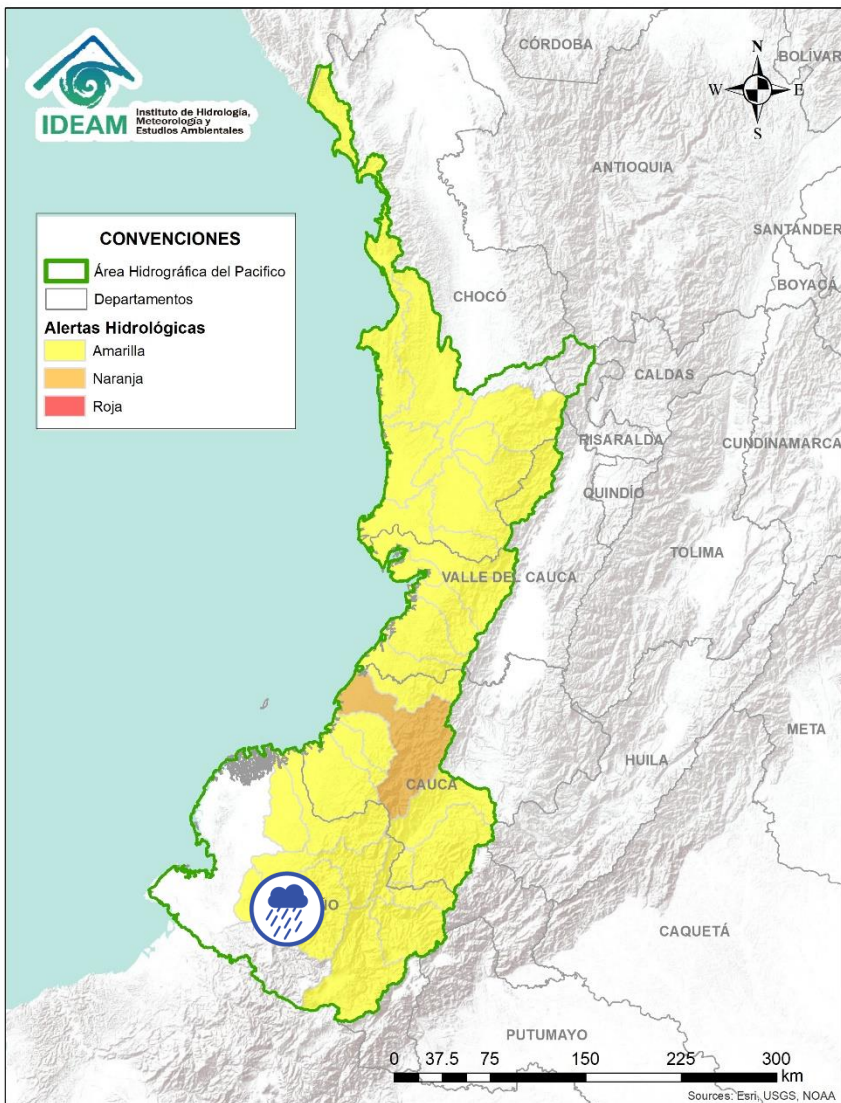 CÓRDOBA
BOLÍVAR
N
W E
S
IDEAM
Instituto de Hidrología,
Meteorología y
Estudios Ambientales
ANTIOQUIA
SANTANDER
BOYACÁ
CONVENCIONES
Área Hidrográfica del Pacifico
Departamentos
Alertas Hidrológicas
Amarilla
Naranja
Roja
CHOCÓ
CALDAS
RISARALDA
CUNDINAMARCA
QUINDÍO
TOLIMA
VALLE DEL CAUCA
META
HUILA
CAUCA
CAQUETÁ
PUTUMAYO
0 37.5 75 150 225 300
km
Sources: Esri, USGS, NOAA